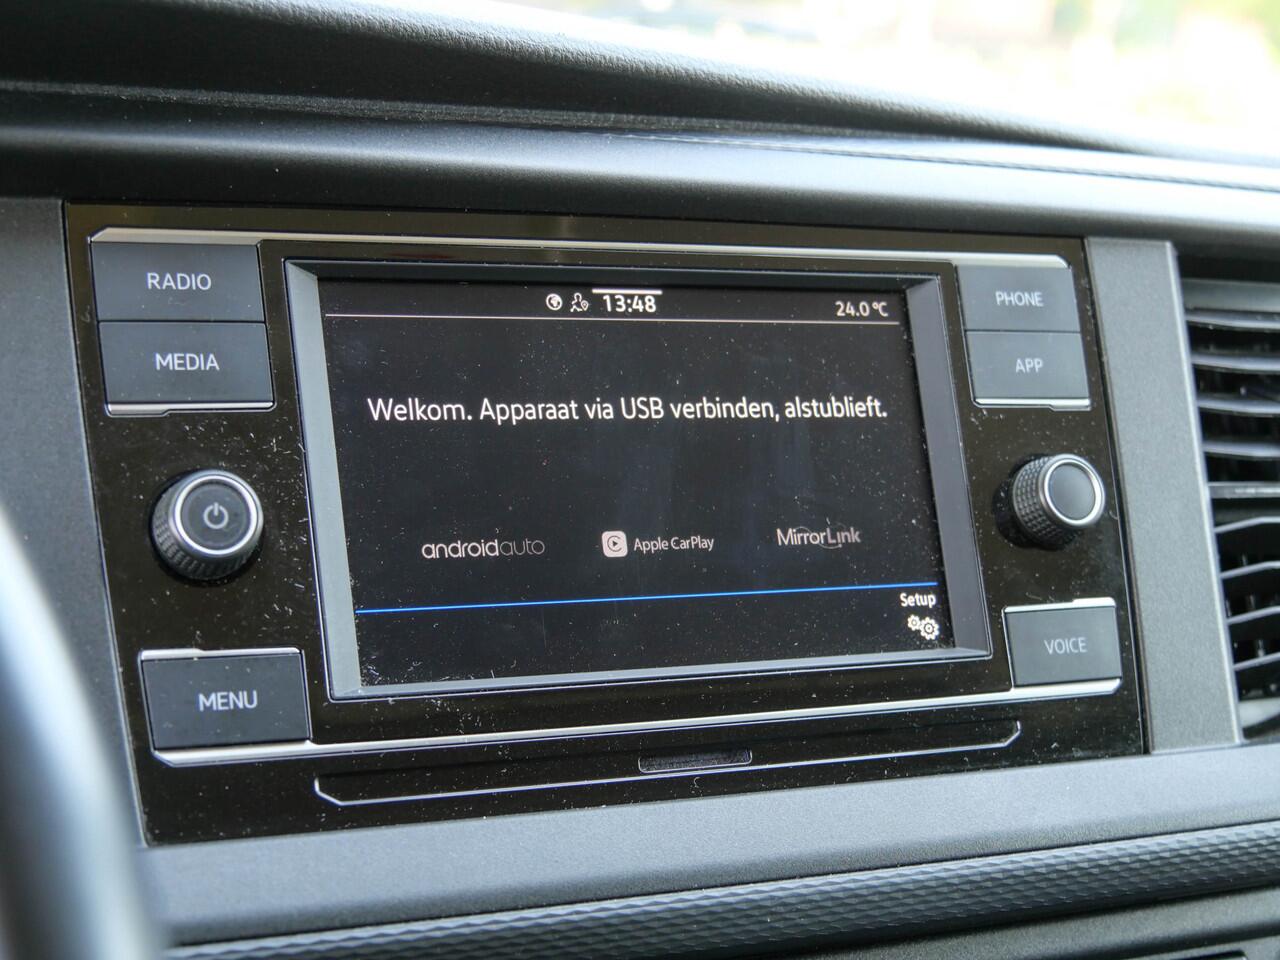 RADIO
MEDIA
13:48
24.0 °C
PHONE
APP
Welkom. Apparaat via USB verbinden, alstublieft.
androidauto
Apple CarPlay
MirrorLink
Setup
MENU
VOICE